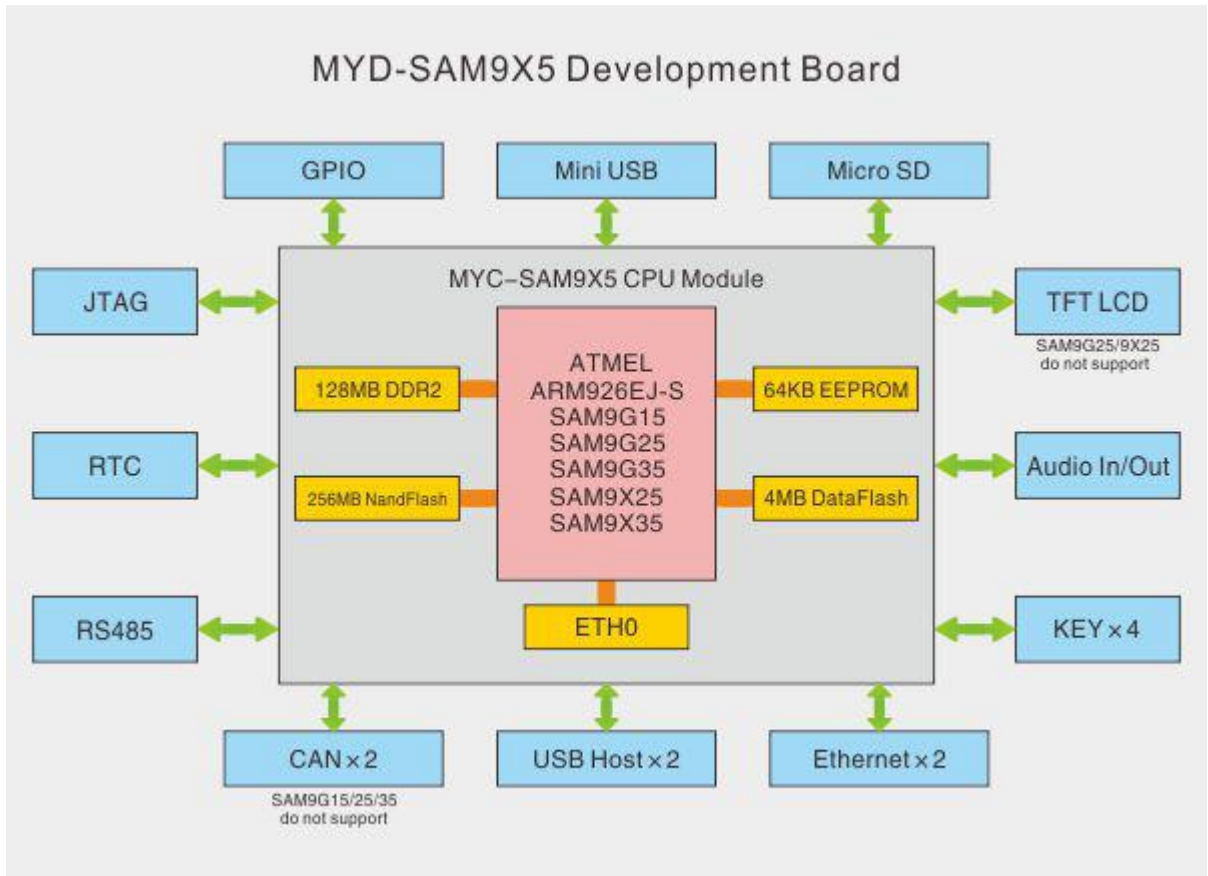 MYD-SAM9X5 Development Board
GPIO
Mini USB
Micro SD
MYC-SAM9X5 CPU Module
JTAG
TFT LCD
SAM9G25/9X25
do not support
ATMEL
ARM926EJ-S
SAM9G15
SAM9G25
SAM9G35
SAM9X25
SAM9X35
128MB DDR2
64KB EEPROM
RTC
256MB NandFlash
4MB DataFlash
Audio In/Out
RS485
ETH0
KEY×4
CAN×2
SAM9G15/25/35
do not support
USB Host×2
Ethernet×2